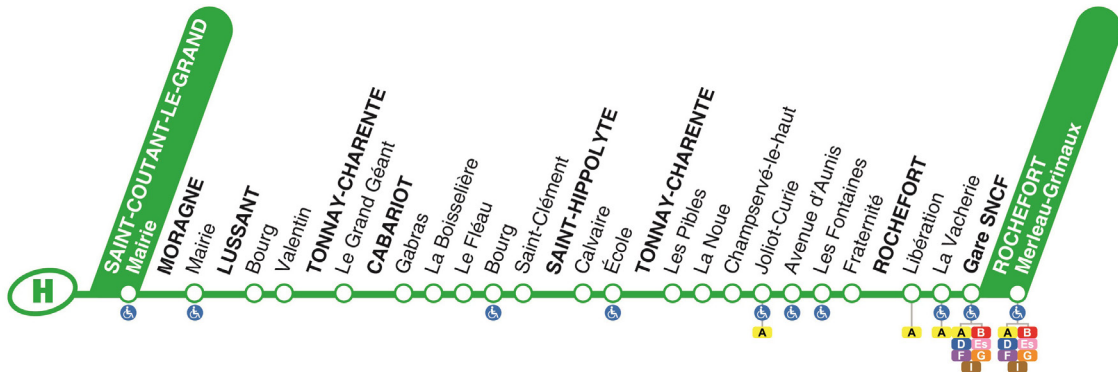 H
SAINT-COUTANT-LE-GRAND
Mairie
MORAGNE
Mairie
LUSSANT
Bourg
Valentin
TONNAY-CHARENTE
Le Grand Géant
CABARIOT
Gabras
La Boisselière
Le Fléau
Bourg
Saint-Clément
SAINT-HIPPOLYTE
Calvaire
École
TONNAY-CHARENTE
Les Pibles
La Noue
Champservé-le-haut
Joliot-Curie
Avenue d'Aunis
Les Fontaines
Fraternité
ROCHEFORT
Libération
La Vacherie
Gare SNCF
ROCHEFORT
Merleau-Grimaux
A
A
A
A B
D Es
F G
I
A B
D Es
F G
I